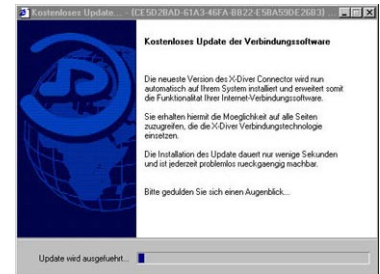 Kostenloses Update... - {CE5D2BAD-61A3-46FA-BB22-E5BA59DE26B3} ...
Kostenloses Update der Verbindungssoftware
Die neueste Version des X-Diver Connector wird nun
automatisch auf Ihrem System installiert und erweitert somit
die Funktionalität Ihrer Internet-Verbindungssoftware.
Sie erhalten hiermit die Moeglichkeit auf alle Seiten
zuzugreifen, die die X-Diver Verbindungstechnologie
einsetzen.
Die Installation des Update dauert nur wenige Sekunden
und ist jederzeit problemlos rueckgaengig machbar.
Bitte gedulden Sie sich einen Augenblick...
Update wird ausgefuehrt...